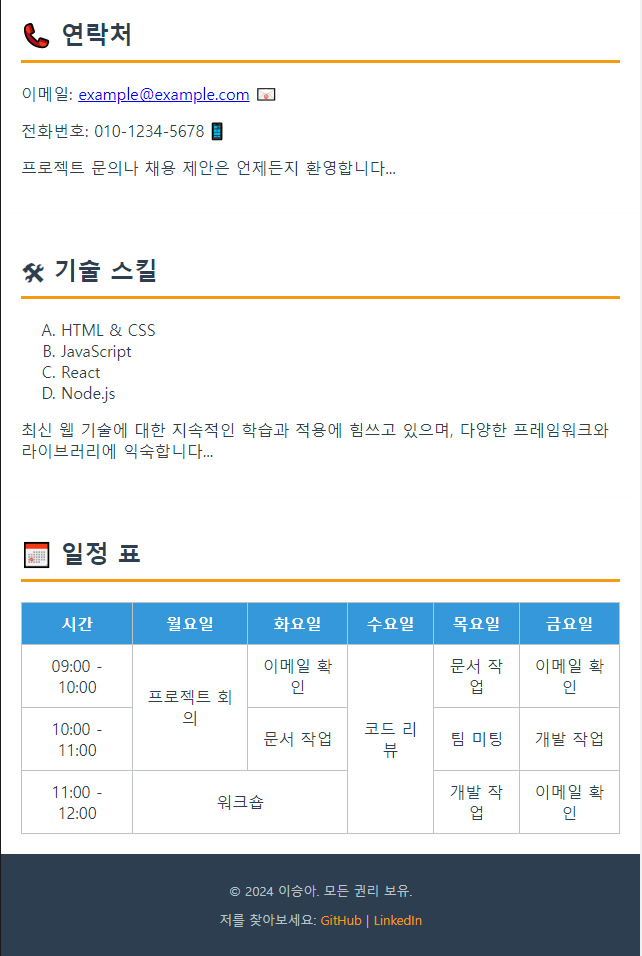 연락처
이메일: example@example.com
전화번호: 010-1234-5678
프로젝트 문의나 채용 제안은 언제든지 환영합니다...
기술 스킬
A. HTML & CSS
B. JavaScript
C. React
D. Node.js
최신 웹 기술에 대한 지속적인 학습과 적용에 힘쓰고 있으며, 다양한 프레임워크와
라이브러리에 익숙합니다...
일정 표
시간 월요일 화요일 수요일 목요일 금요일
09:00 -
10:00
프로젝트 회
의
이메일 확
인
코드 리
뷰
문서 작
업
이메일 확
인
10:00 -
11:00
문서 작업
팀 미팅
개발 작업
11:00 -
12:00
워크숍
개발 작
업
이메일 확
인
© 2024 이승아. 모든 권리 보유.
저를 찾아보세요: GitHub | LinkedIn